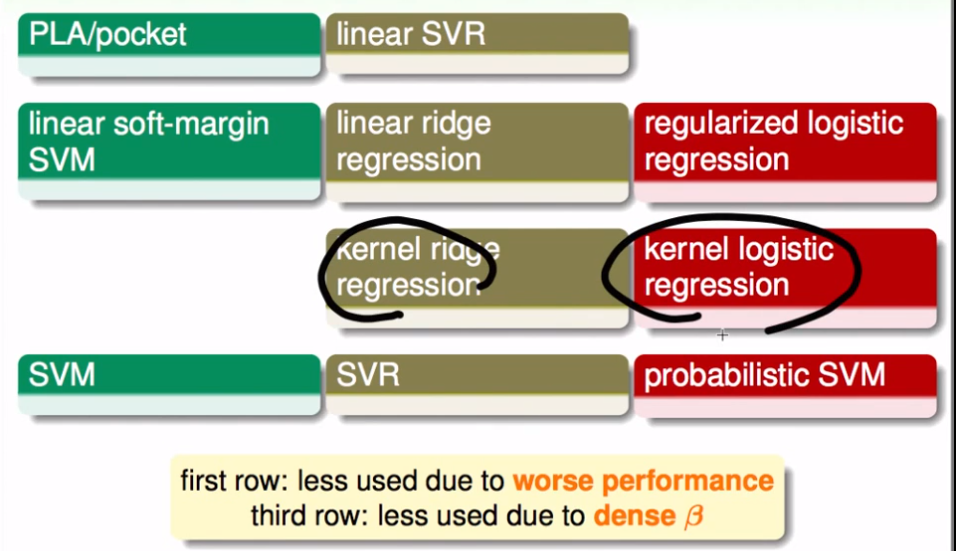 PLA/pocket
linear SVR
linear soft-margin
SVM
linear ridge
regression
regularized logistic
regression
kernel ridge
regression
kernel logistic
regression
SVM
SVR
probabilistic SVM
first row: less used due to worse performance
third row: less used due to dense β